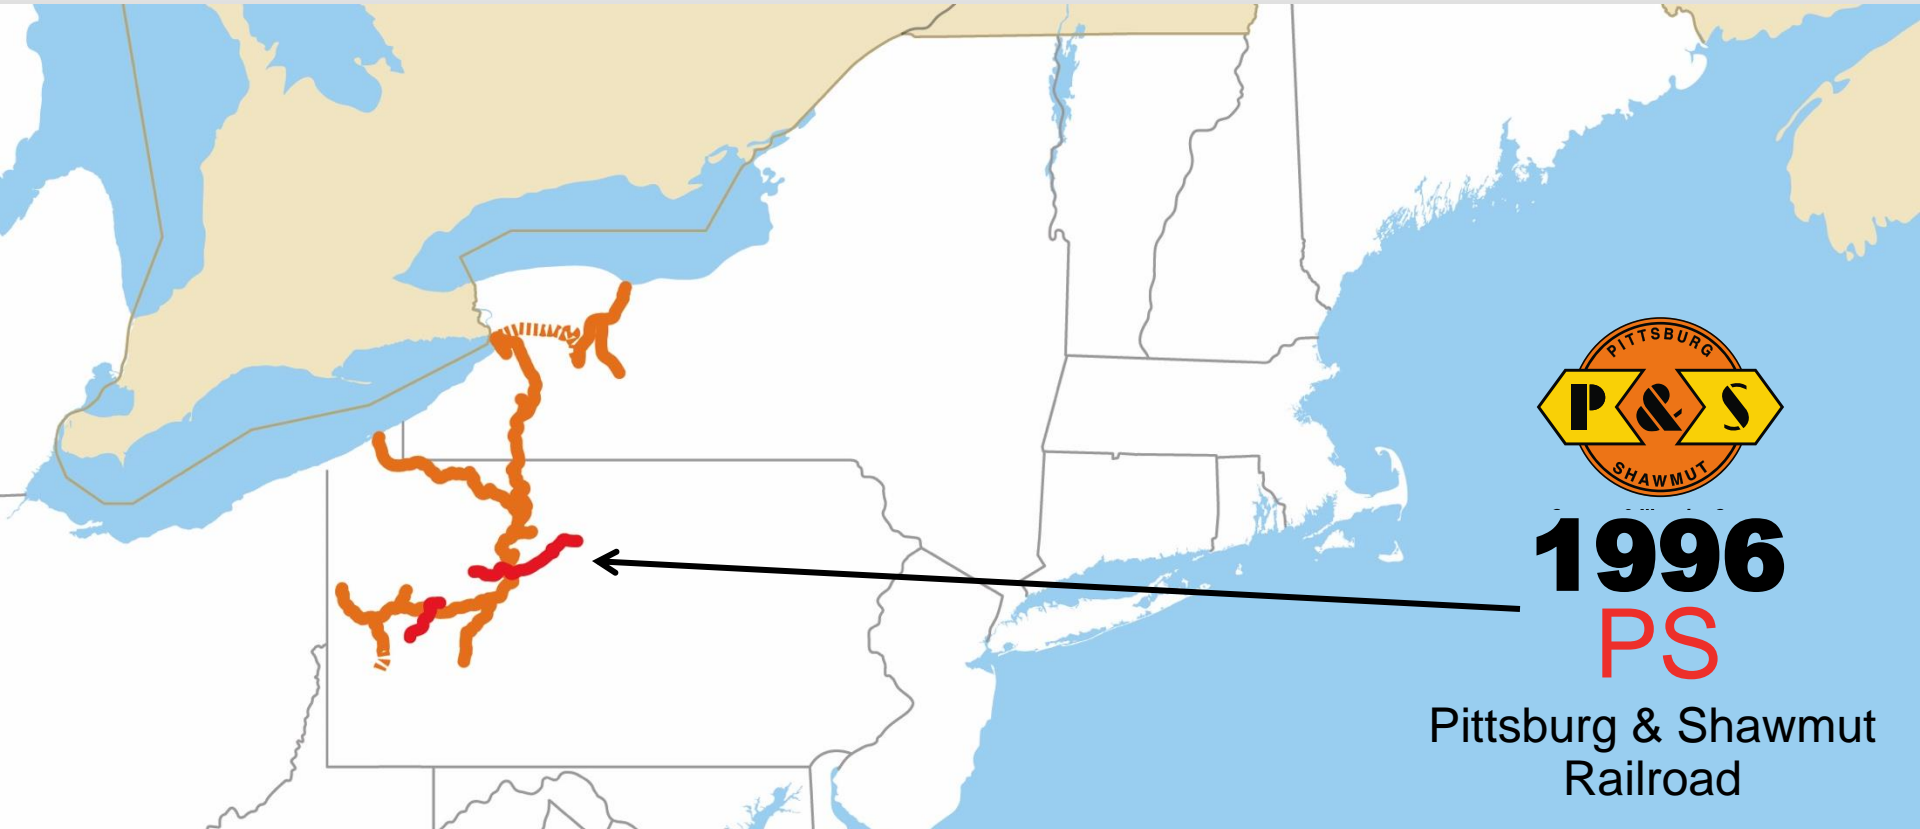 PITTSBURG
P & S
SHAWMUT
1996
PS
Pittsburg & Shawmut
Railroad